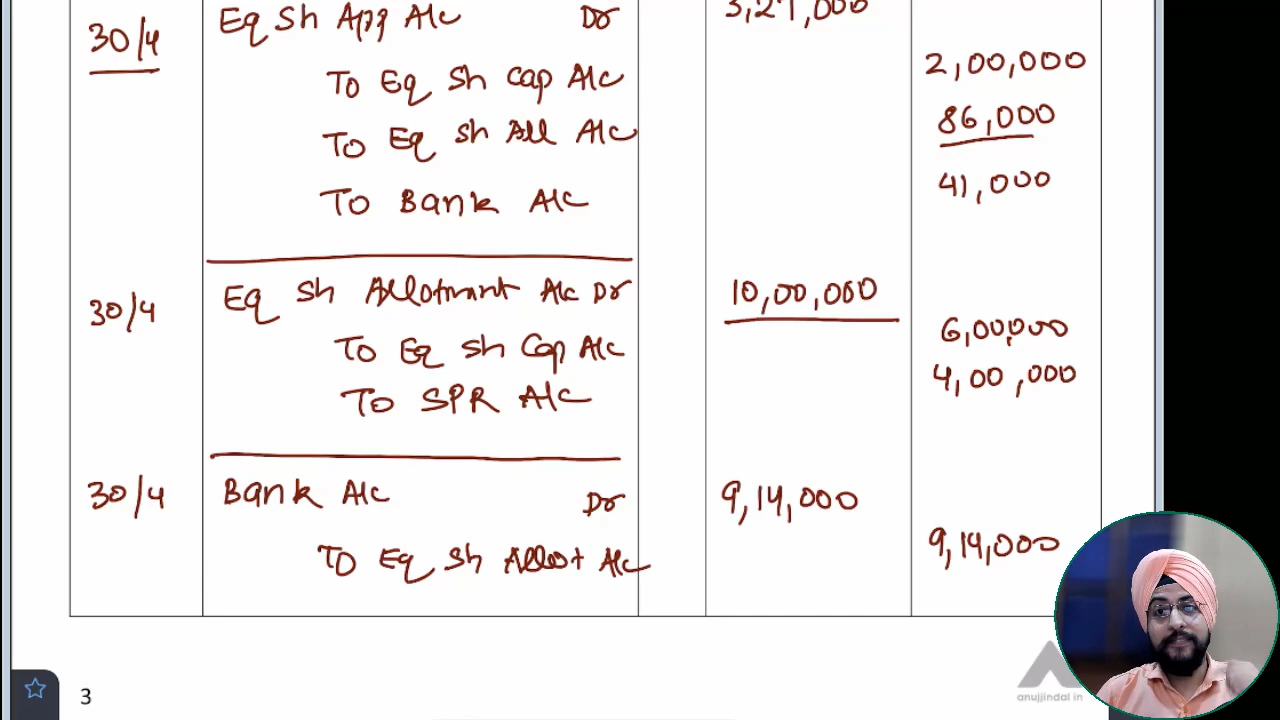 30/4 Eq Sh App A/c Dr 3,27,000
To Eq Sh Cap A/c 2,00,000
To Eq Sh All A/c 86,000
To Bank A/c 41,000
30/4 Eq Sh Allotment A/c Dr 10,00,000
To Eq Sh Cap A/c 6,00,000
To SPR A/c 4,00,000
30/4 Bank A/c Dr 9,14,000
To Eq Sh Allot A/c 9,14,000
3
anujjindal in